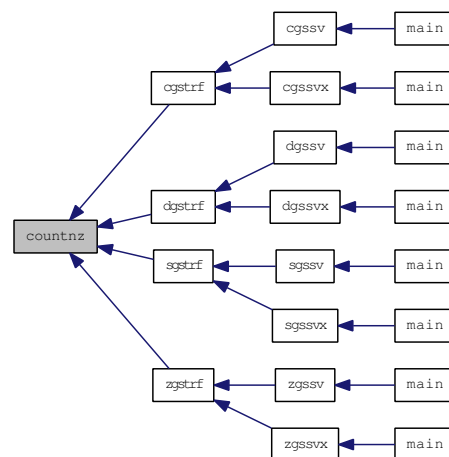 cgssv
main
cgstrf
cgssvx
main
dgssv
main
dgstrf
dgssvx
main
countnz
sgstrf
sgssv
main
sgssvx
main
zgstrf
zgssv
main
zgssvx
main